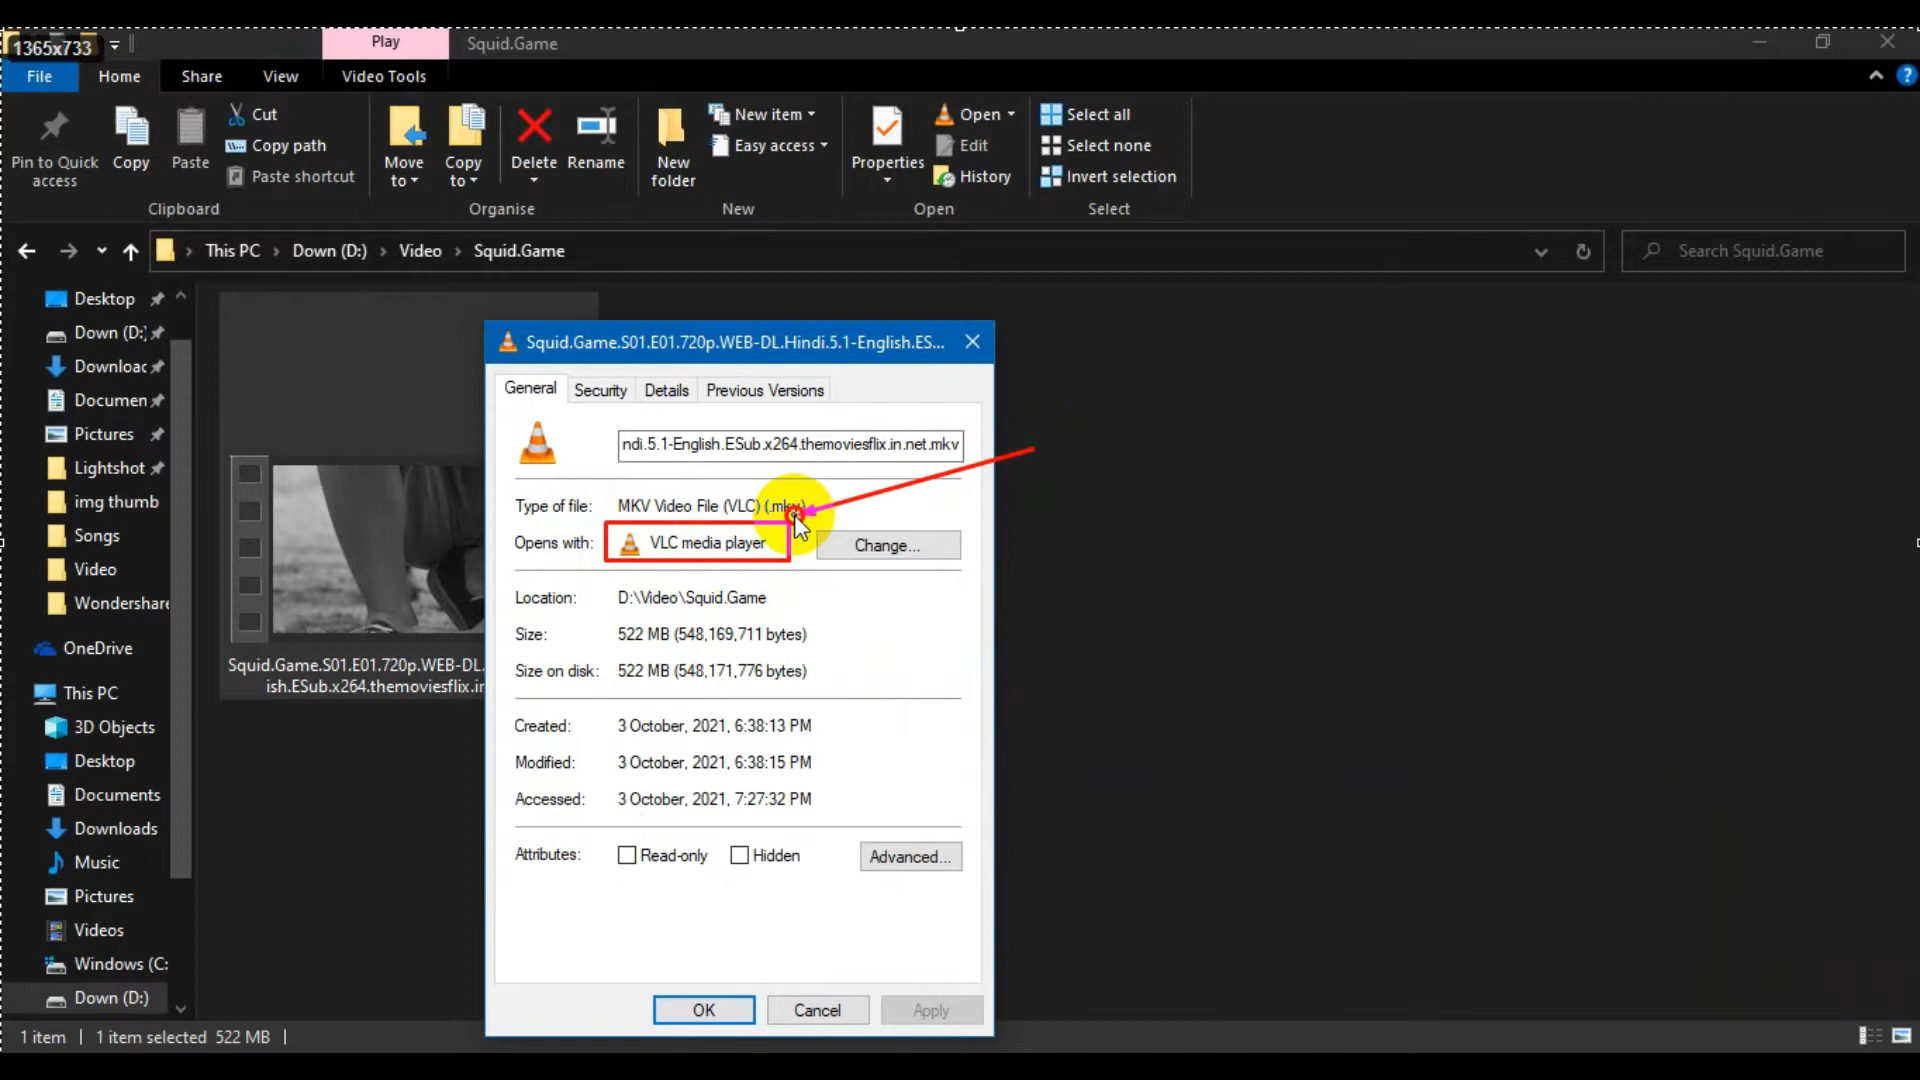 1365x733
Play
Squid.Game
File
Home
Share
View
Video Tools
Pin to Quick access
Copy
Paste
Cut
Copy path
Paste shortcut
Clipboard
Move to
Copy to
Delete
Rename
Organise
New folder
New item
Easy access
New
Properties
Open
Edit
History
Open
Select all
Select none
Invert selection
Select
This PC > Down (D:) > Video > Squid.Game
Search Squid.Game
Desktop
Down (D:)
Downloac
Documen
Pictures
Lightshot
img thumb
Songs
Video
Wondershare
OneDrive
This PC
3D Objects
Desktop
Documents
Downloads
Music
Pictures
Videos
Windows (C:
Down (D:)
Squid.Game.S01.E01.720p.WEB-DL.
ish.ESub.x264.themoviesflix.in
Squid.Game.S01.E01.720p.WEB-DL.Hindi.5.1-English.ES...
General
Security
Details
Previous Versions
ndi.5.1-English.ESub.x264.themoviesflix.in.net.mkv
Type of file: MKV Video File (VLC) (.mkv)
Opens with: VLC media player
Change...
Location: D:\Video\Squid.Game
Size: 522 MB (548,169,711 bytes)
Size on disk: 522 MB (548,171,776 bytes)
Created: 3 October, 2021, 6:38:13 PM
Modified: 3 October, 2021, 6:38:15 PM
Accessed: 3 October, 2021, 7:27:32 PM
Attributes: Read-only Hidden
Advanced...
OK
Cancel
Apply
1 item
1 item selected 522 MB